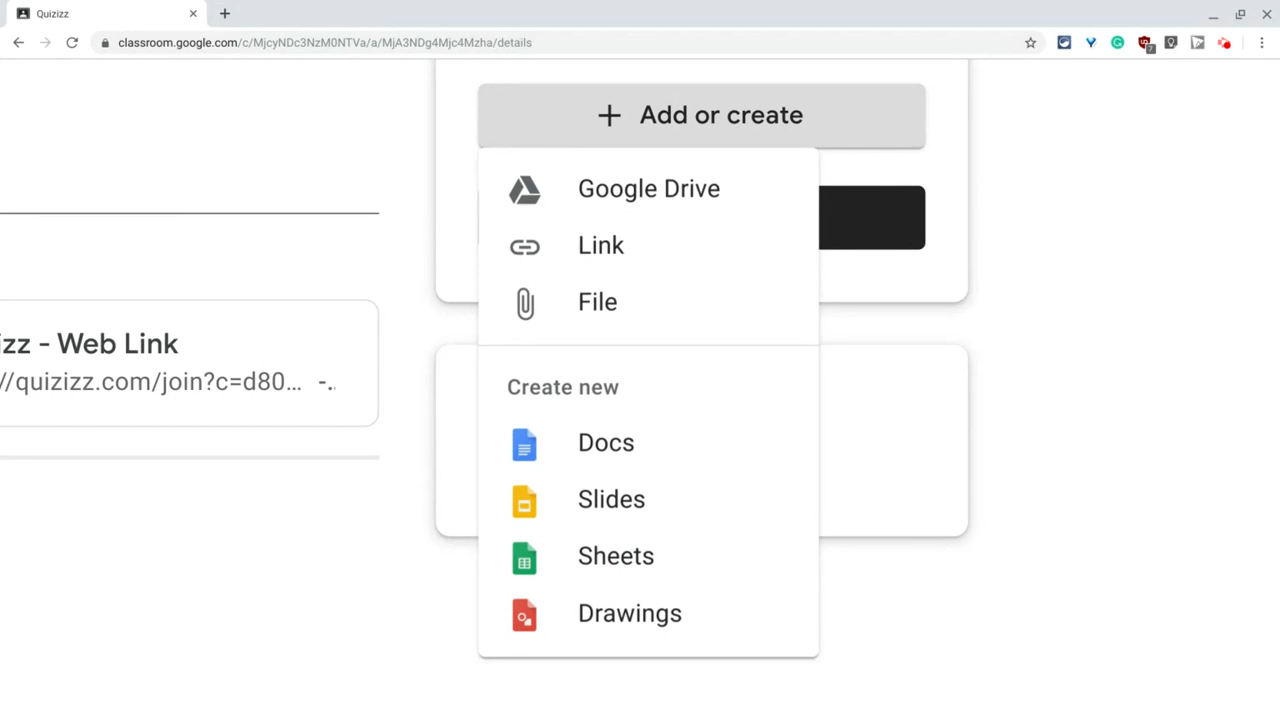 Quizizz
classroom.google.com/c/MjcyNDc3NzM0NTVa/a/MjA3NDg4Mjc4Mzha/details
7
+ Add or create
Google Drive
Link
File
izz - Web Link
//quizizz.com/join?c=d80... -..
Create new
Docs
Slides
Sheets
Drawings